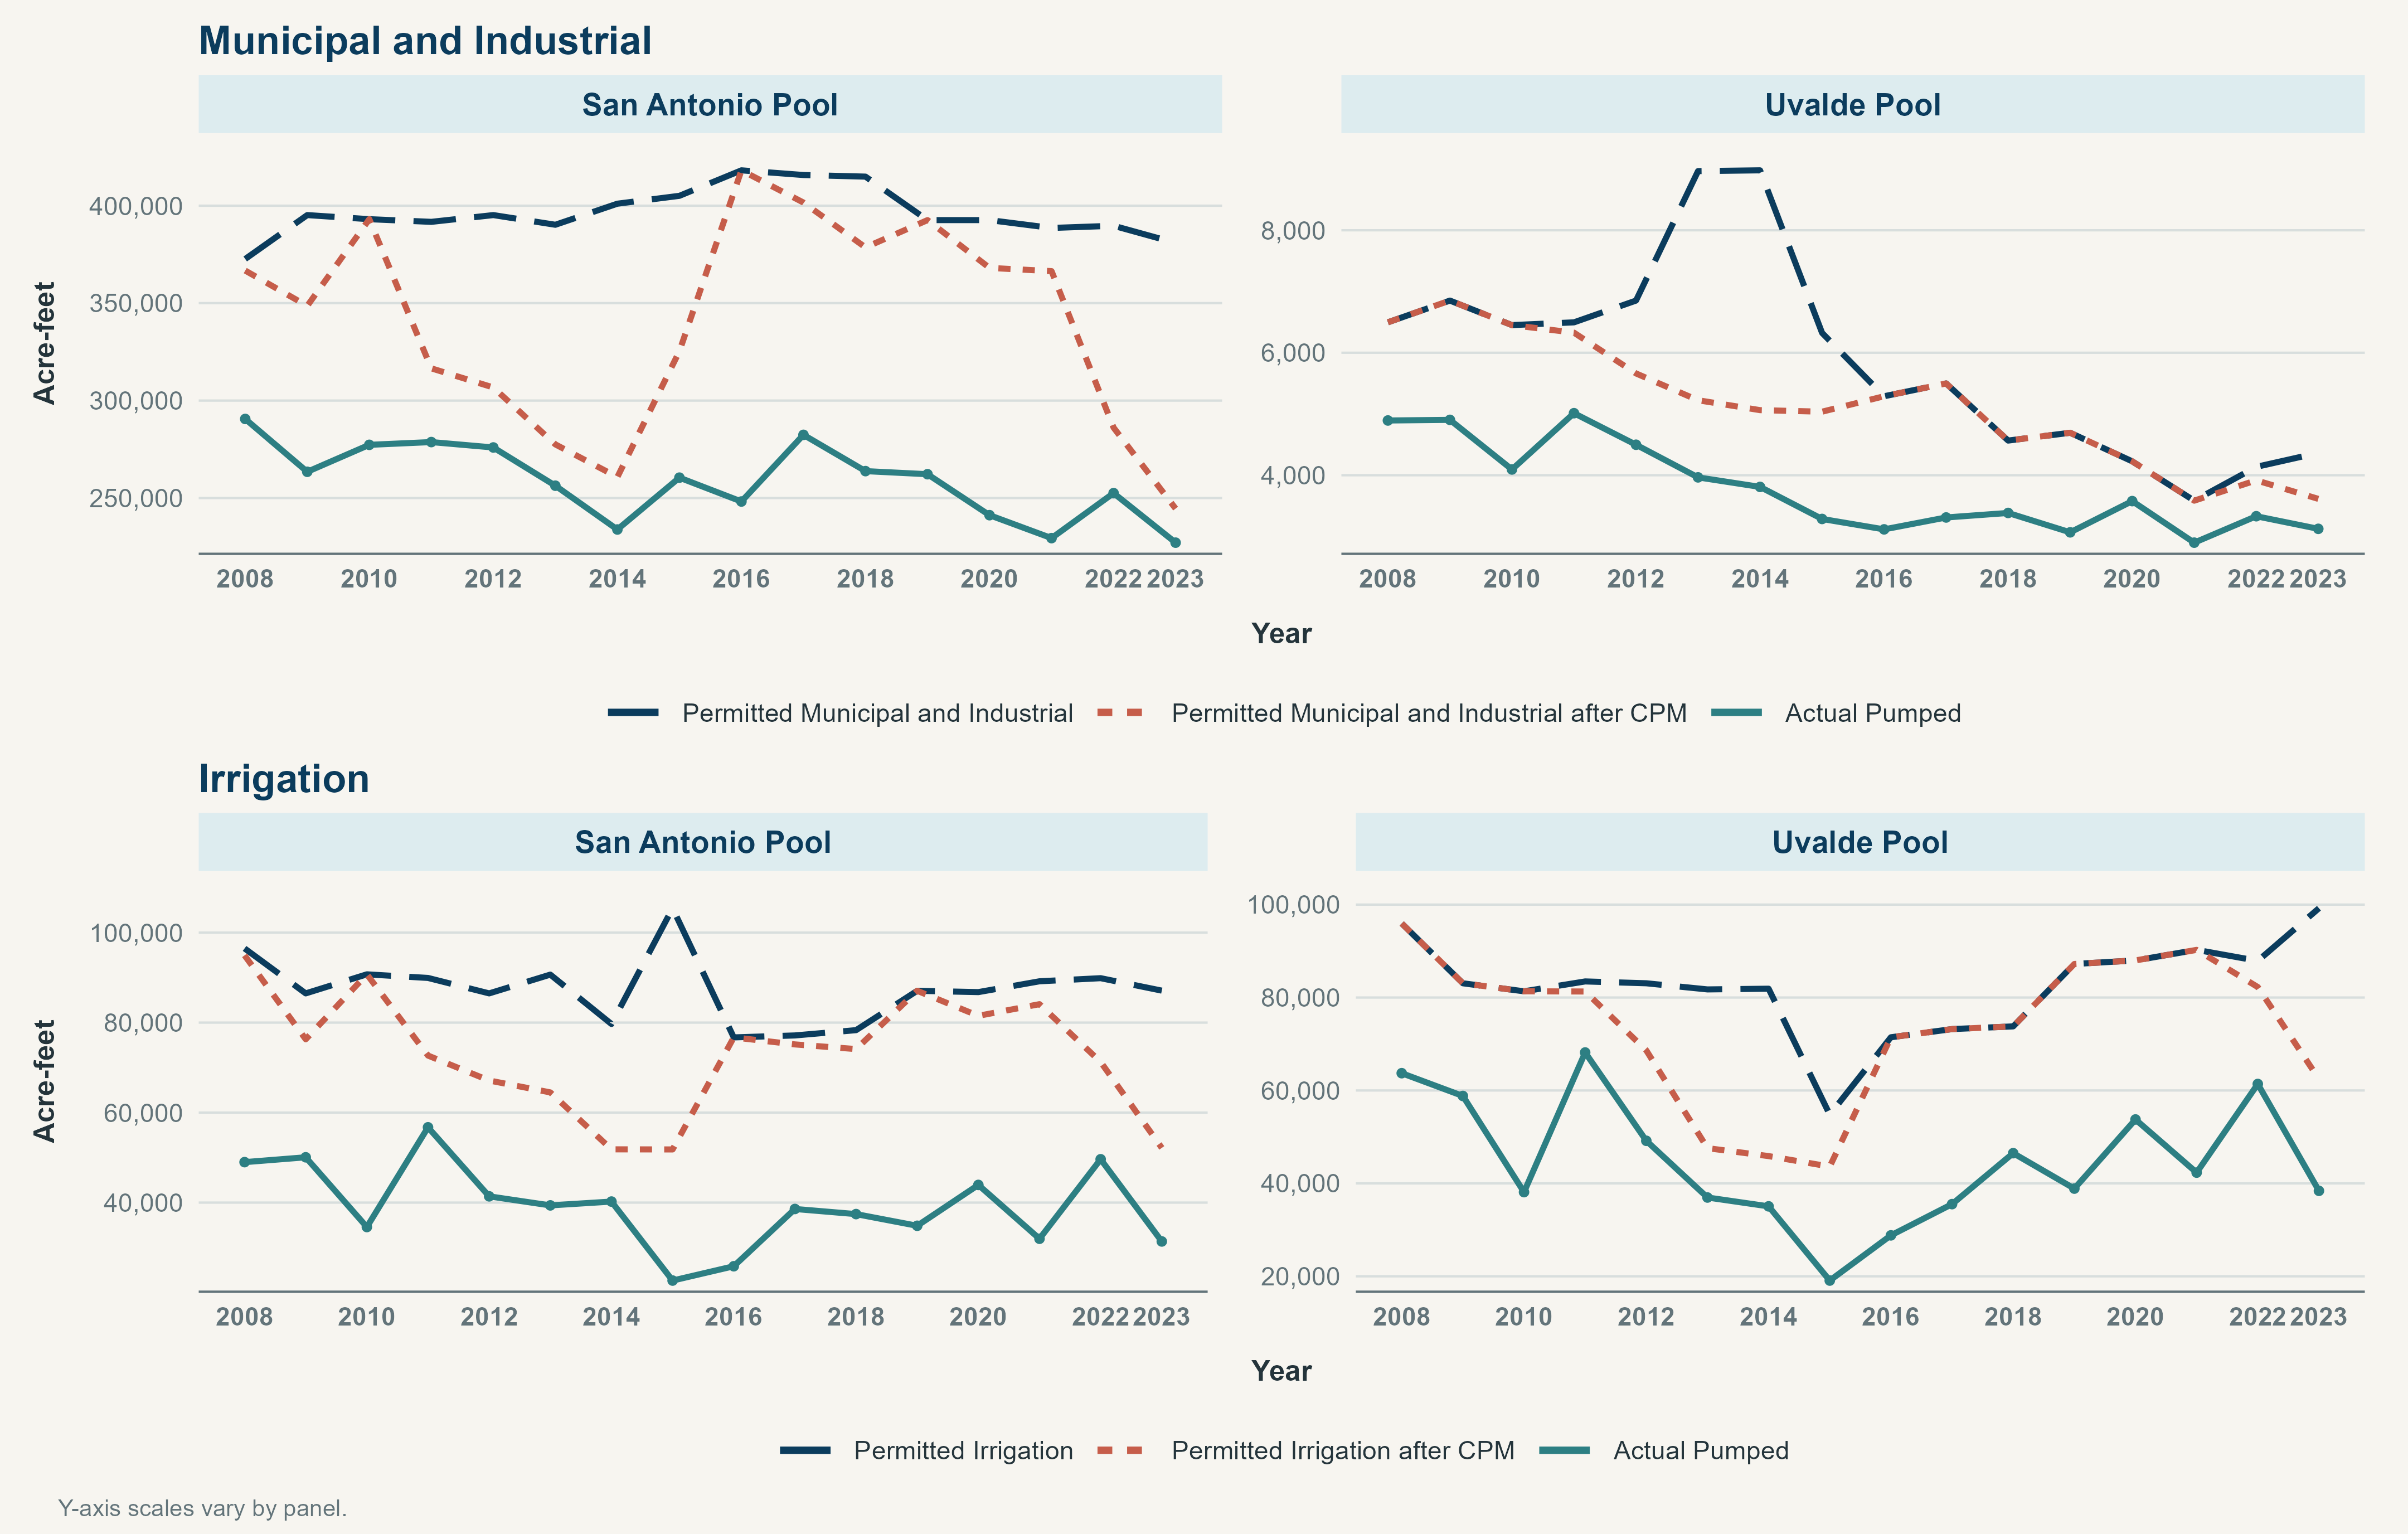 Municipal and Industrial
San Antonio Pool
Uvalde Pool
Acre-feet
400,000
350,000
300,000
250,000
8,000
6,000
4,000
2008 2010 2012 2014 2016 2018 2020 2022 2023
2008 2010 2012 2014 2016 2018 2020 2022 2023
Year
Permitted Municipal and Industrial Permitted Municipal and Industrial after CPM Actual Pumped
Irrigation
San Antonio Pool
Uvalde Pool
Acre-feet
100,000
80,000
60,000
40,000
100,000
80,000
60,000
40,000
20,000
2008 2010 2012 2014 2016 2018 2020 2022 2023
2008 2010 2012 2014 2016 2018 2020 2022 2023
Year
Permitted Irrigation Permitted Irrigation after CPM Actual Pumped
Y-axis scales vary by panel.